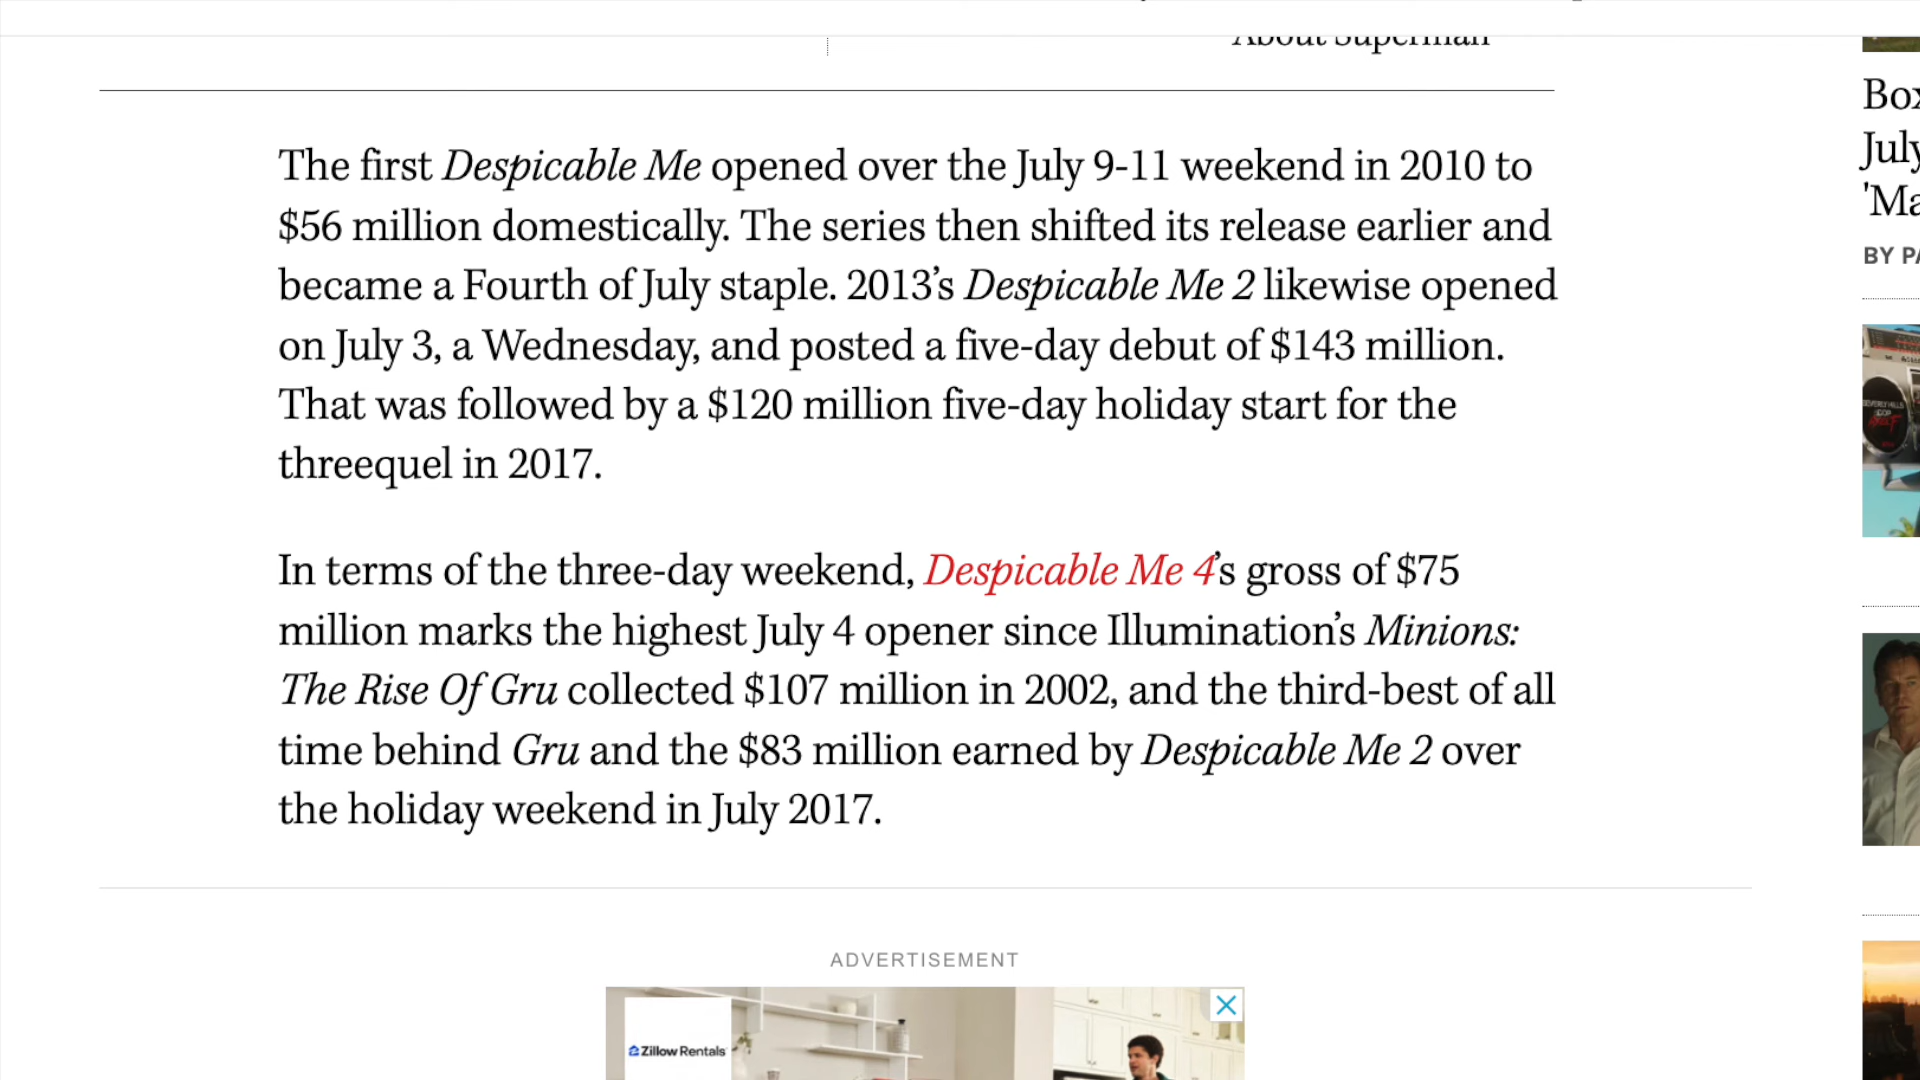 About Superman
The first Despicable Me opened over the July 9-11 weekend in 2010 to
$56 million domestically. The series then shifted its release earlier and
became a Fourth of July staple. 2013’s Despicable Me 2 likewise opened
on July 3, a Wednesday, and posted a five-day debut of $143 million.
That was followed by a $120 million five-day holiday start for the
threequel in 2017.
In terms of the three-day weekend, Despicable Me 4’s gross of $75
million marks the highest July 4 opener since Illumination’s Minions:
The Rise Of Gru collected $107 million in 2002, and the third-best of all
time behind Gru and the $83 million earned by Despicable Me 2 over
the holiday weekend in July 2017.
ADVERTISEMENT
Zillow Rentals
July
BY
BEVERLY HILLS
COP